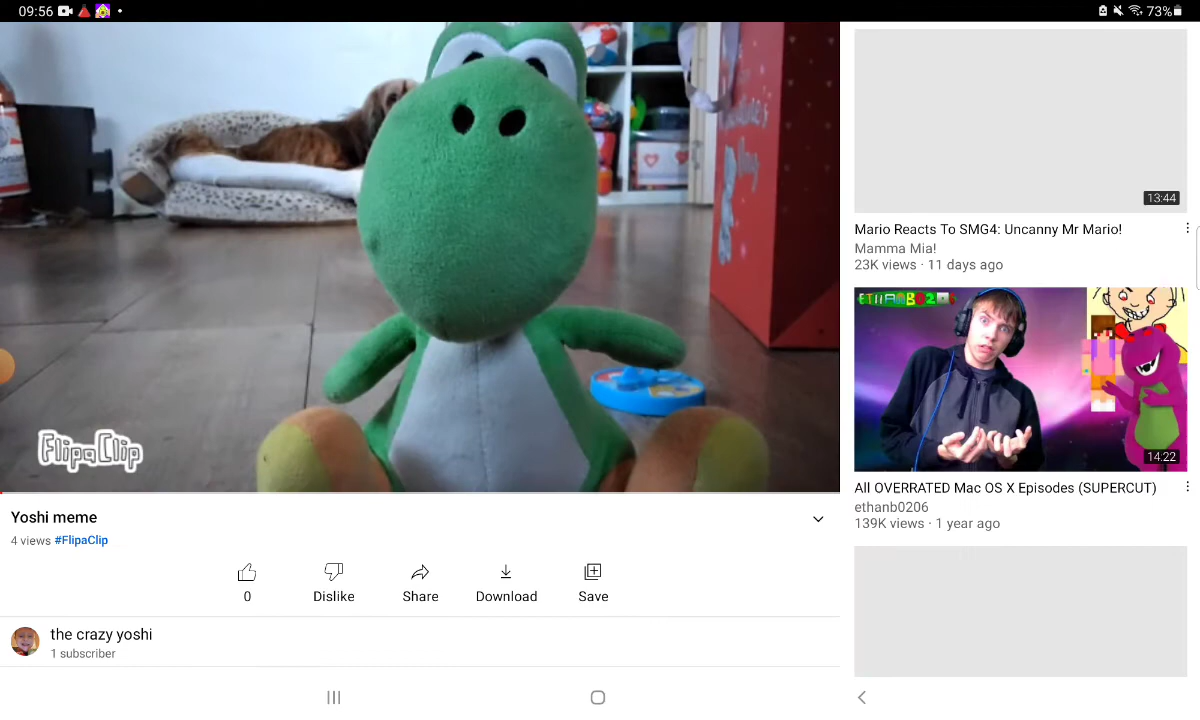 09:56
73%
FlipaClip
Yoshi meme
4 views #FlipaClip
0
Dislike
Share
Download
Save
the crazy yoshi
1 subscriber
13:44
Mario Reacts To SMG4: Uncanny Mr Mario!
Mamma Mia!
23K views · 11 days ago
14:22
All OVERRATED Mac OS X Episodes (SUPERCUT)
ethanb0206
139K views · 1 year ago